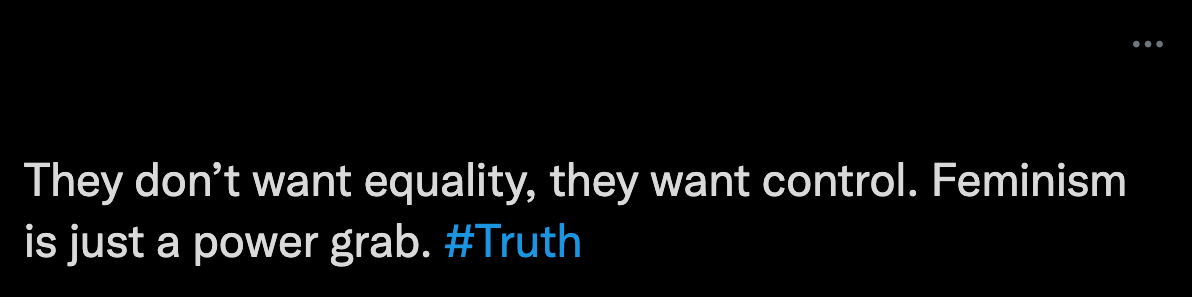 They don’t want equality, they want control. Feminism
is just a power grab. #Truth